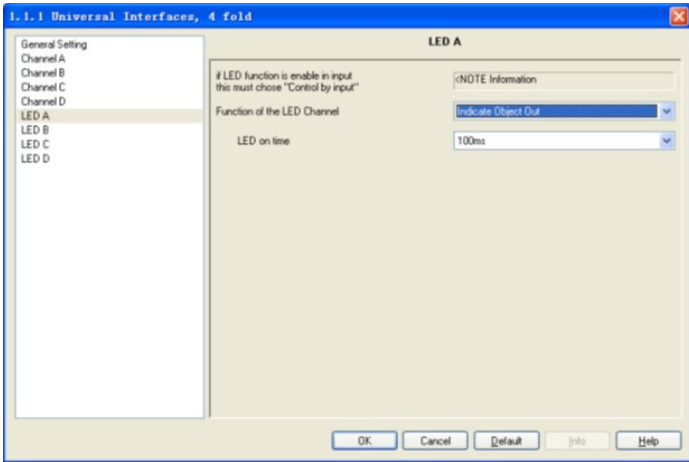 1.1.1 Universal Interfaces, 4 fold
General Setting
Channel A
Channel B
Channel C
Channel D
LED A
LED B
LED C
LED D
LED A
if LED function is enable in input
this must chose "Control by input"
<NOTE Information
Function of the LED Channel
Indicate Object Out
LED on time
100ms
OK
Cancel
Default
Info
Help